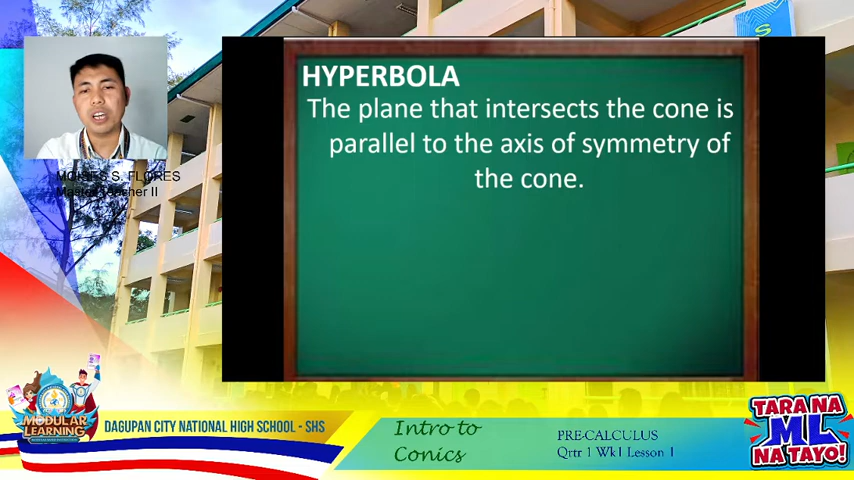 HYPERBOLA
The plane that intersects the cone is
parallel to the axis of symmetry of
the cone.
MOISES S. FLORES
Master Teacher II
MODULAR
LEARNING
DAGUPAN CITY NATIONAL HIGH SCHOOL - SHS
Intro to
Conics
PRE-CALCULUS
Qrtr 1 Wk1 Lesson 1
TARA NA
ML
NA TAYO!